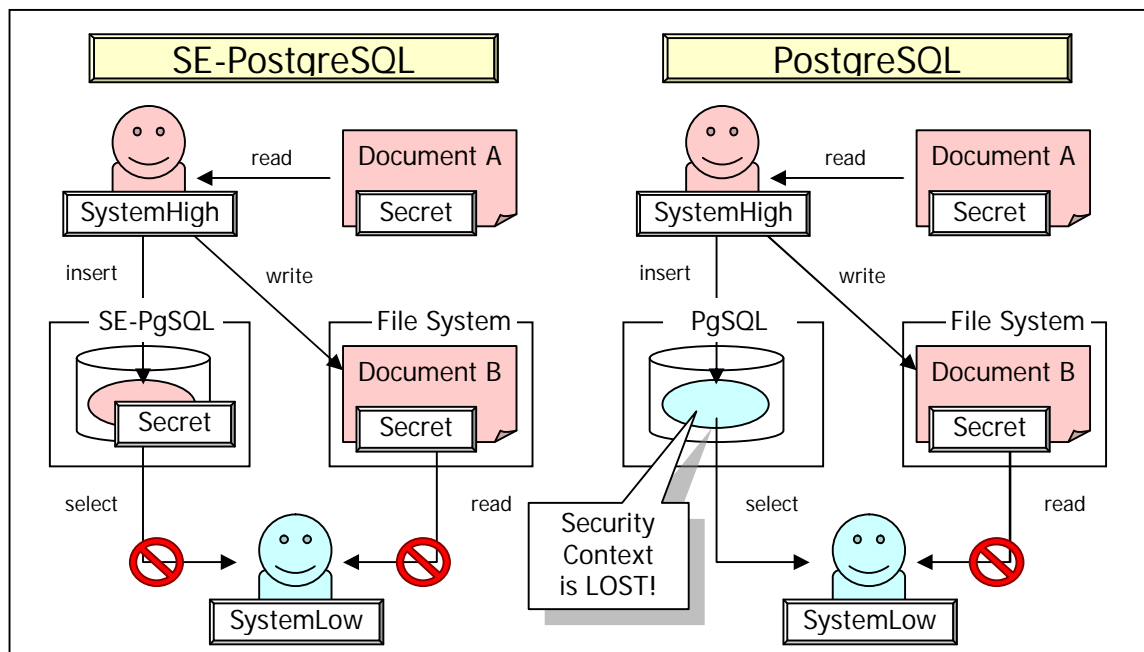 SE-PostgreSQL
read
Document A
Secret
SystemHigh
insert
write
SE-PgSQL
File System
Document B
Secret
Secret
select
read
SystemLow
PostgreSQL
read
Document A
Secret
SystemHigh
insert
write
PgSQL
File System
Document B
Secret
Security
Context
is LOST!
select
read
SystemLow